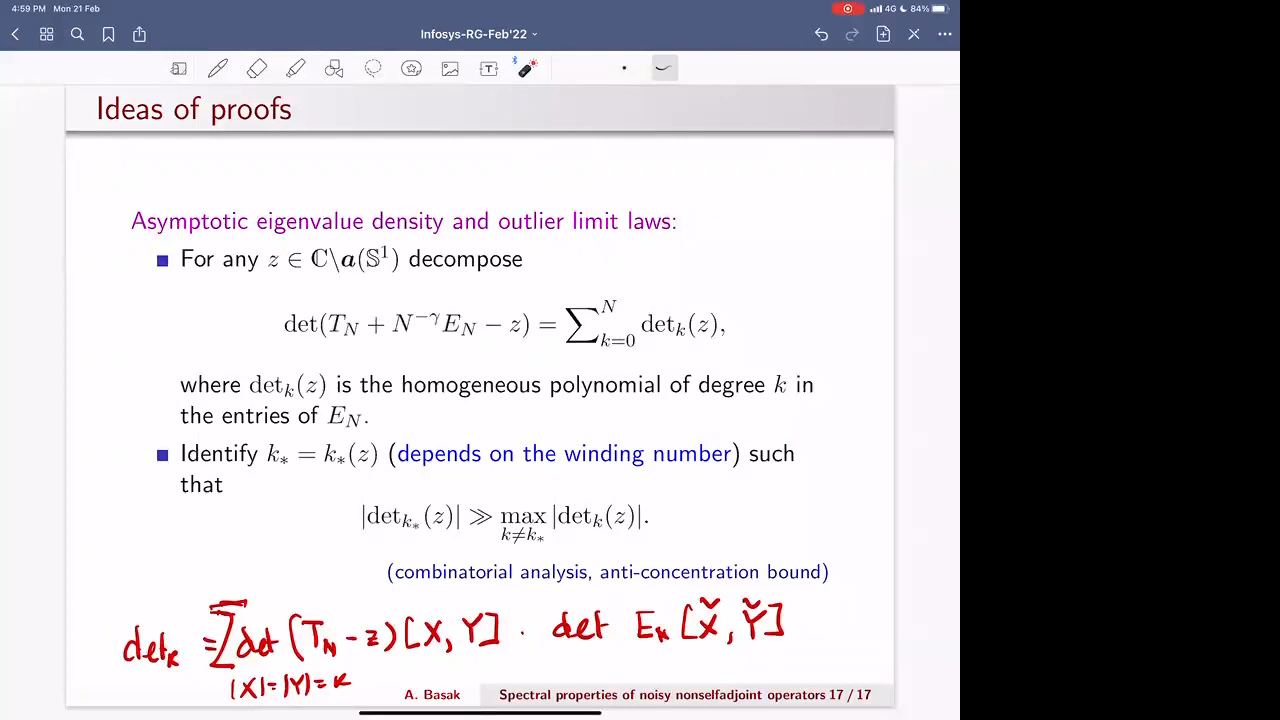 4:59 PM Mon 21 Feb
4G 84%
Infosys-RG-Feb'22
Ideas of proofs
Asymptotic eigenvalue density and outlier limit laws:
For any z ∈ ℂ\a(𝕊¹) decompose
det(T_N + N^{−γ}E_N − z) = ∑_{k=0}^{N} det_k(z),
where det_k(z) is the homogeneous polynomial of degree k in
the entries of E_N.
Identify k_* = k_*(z) (depends on the winding number) such
that
|det_{k_*}(z)| ≫ max_{k≠k_*} |det_k(z)|.
(combinatorial analysis, anti-concentration bound)
det_k = ∑ det (T_N − z)[X, Y] · det E_N [X̌, Y̌]
|X|=|Y|=k
A. Basak Spectral properties of noisy nonselfadjoint operators 17 / 17